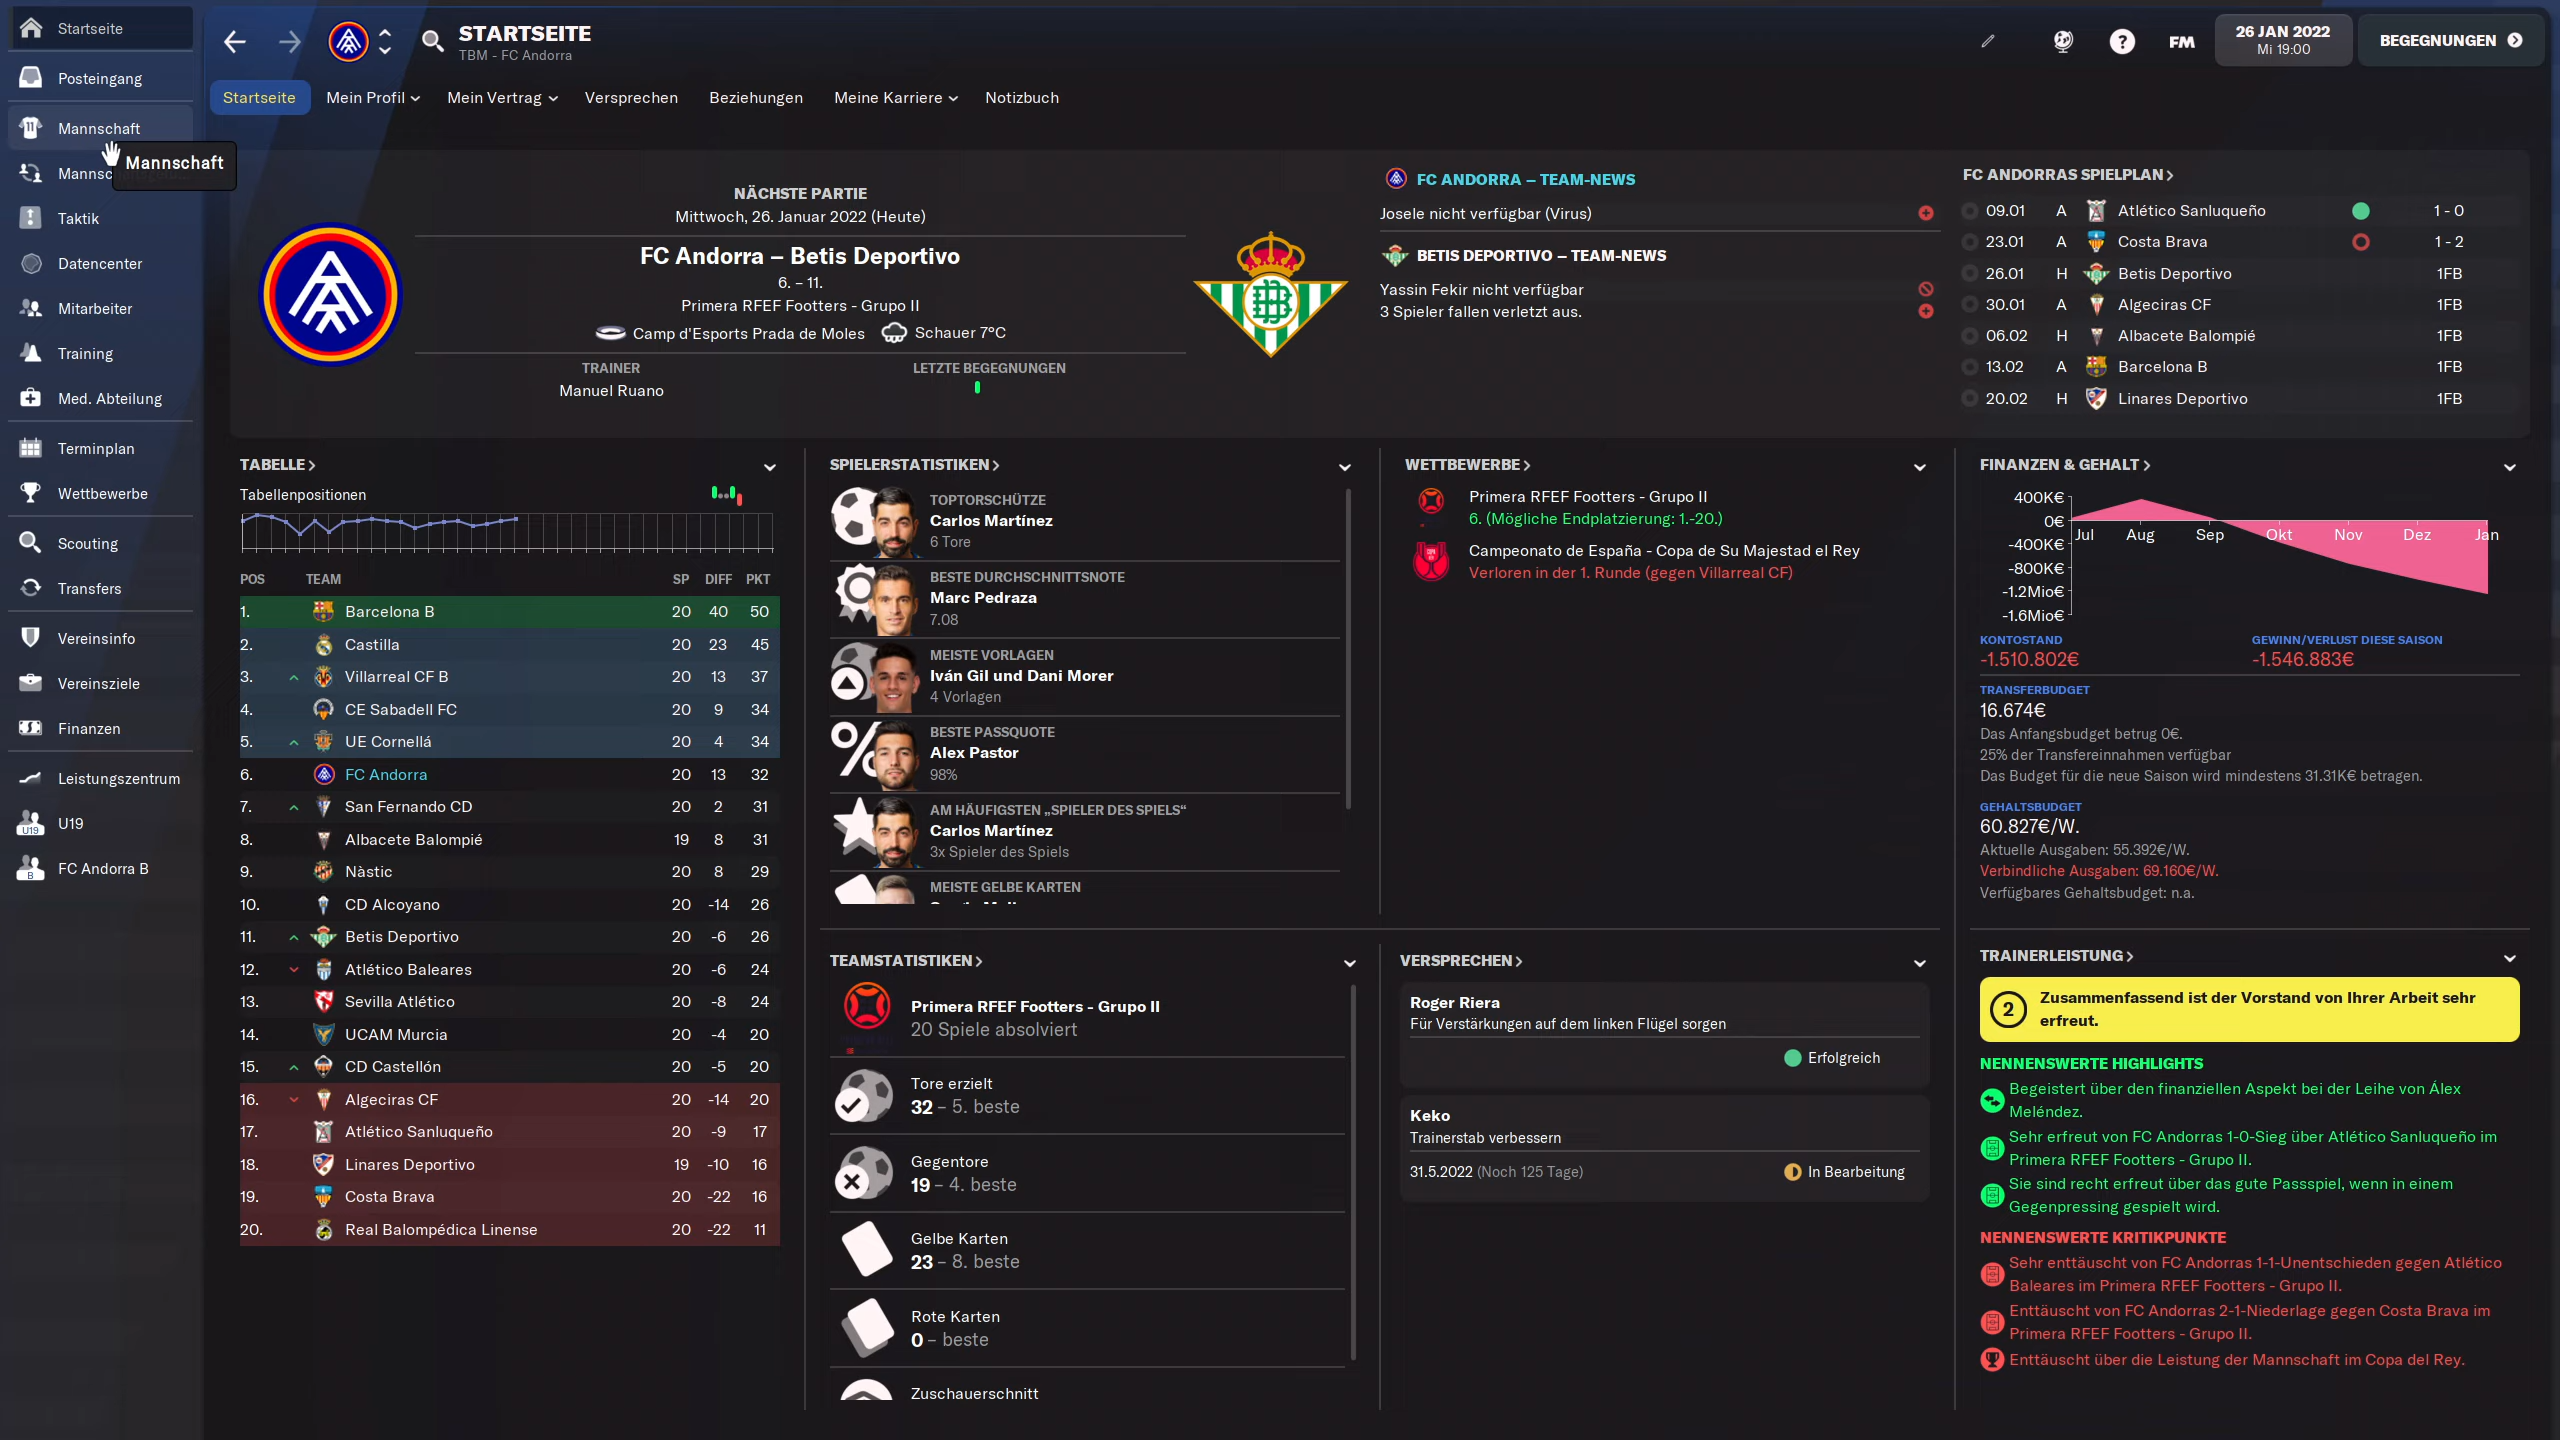 Startseite
Posteingang
Mannschaft
Mannschaft
Mannsc
Taktik
Datencenter
Mitarbeiter
Training
Med. Abteilung
Terminplan
Wettbewerbe
Scouting
Transfers
Vereinsinfo
Vereinsziele
Finanzen
Leistungszentrum
U19
FC Andorra B
STARTSEITE
TBM - FC Andorra
FM
26 JAN 2022
Mi 19:00
BEGEGNUNGEN
Startseite
Mein Profil
Mein Vertrag
Versprechen
Beziehungen
Meine Karriere
Notizbuch
NÄCHSTE PARTIE
Mittwoch, 26. Januar 2022 (Heute)
FC Andorra – Betis Deportivo
6. – 11.
Primera RFEF Footters - Grupo II
Camp d'Esports Prada de Moles
Schauer 7°C
TRAINER
Manuel Ruano
LETZTE BEGEGNUNGEN
FC ANDORRA – TEAM-NEWS
Josele nicht verfügbar (Virus)
BETIS DEPORTIVO – TEAM-NEWS
Yassin Fekir nicht verfügbar
3 Spieler fallen verletzt aus.
FC ANDORRAS SPIELPLAN
09.01 A Atlético Sanluqueño 1 - 0
23.01 A Costa Brava 1 - 2
26.01 H Betis Deportivo 1FB
30.01 A Algeciras CF 1FB
06.02 H Albacete Balompié 1FB
13.02 A Barcelona B 1FB
20.02 H Linares Deportivo 1FB
TABELLE
Tabellenpositionen
POS TEAM SP DIFF PKT
1. Barcelona B 20 40 50
2. Castilla 20 23 45
3. Villarreal CF B 20 13 37
4. CE Sabadell FC 20 9 34
5. UE Cornellá 20 4 34
6. FC Andorra 20 13 32
7. San Fernando CD 20 2 31
8. Albacete Balompié 19 8 31
9. Nàstic 20 8 29
10. CD Alcoyano 20 -14 26
11. Betis Deportivo 20 -6 26
12. Atlético Baleares 20 -6 24
13. Sevilla Atlético 20 -8 24
14. UCAM Murcia 20 -4 20
15. CD Castellón 20 -5 20
16. Algeciras CF 20 -14 20
17. Atlético Sanluqueño 20 -9 17
18. Linares Deportivo 19 -10 16
19. Costa Brava 20 -22 16
20. Real Balompédica Linense 20 -22 11
SPIELERSTATISTIKEN
TOPTORSCHÜTZE
Carlos Martínez
6 Tore
BESTE DURCHSCHNITTSNOTE
Marc Pedraza
7.08
MEISTE VORLAGEN
Iván Gil und Dani Morer
4 Vorlagen
BESTE PASSQUOTE
Alex Pastor
98%
AM HÄUFIGSTEN „SPIELER DES SPIELS“
Carlos Martínez
3x Spieler des Spiels
MEISTE GELBE KARTEN
WETTBEWERBE
Primera RFEF Footters - Grupo II
6. (Mögliche Endplatzierung: 1.-20.)
Campeonato de España - Copa de Su Majestad el Rey
Verloren in der 1. Runde (gegen Villarreal CF)
FINANZEN & GEHALT
400K€
0€
-400K€
-800K€
-1.2Mio€
-1.6Mio€
Jul Aug Sep Okt Nov Dez Jan
KONTOSTAND
-1.510.802€
GEWINN/VERLUST DIESE SAISON
-1.546.883€
TRANSFERBUDGET
16.674€
Das Anfangsbudget betrug 0€.
25% der Transfereinnahmen verfügbar
Das Budget für die neue Saison wird mindestens 31.31K€ betragen.
GEHALTSBUDGET
60.827€/W.
Aktuelle Ausgaben: 55.392€/W.
Verbindliche Ausgaben: 69.160€/W.
Verfügbares Gehaltsbudget: n.a.
TEAMSTATISTIKEN
Primera RFEF Footters - Grupo II
20 Spiele absolviert
Tore erzielt
32 – 5. beste
Gegentore
19 – 4. beste
Gelbe Karten
23 – 8. beste
Rote Karten
0 – beste
Zuschauerschnitt
VERSPRECHEN
Roger Riera
Für Verstärkungen auf dem linken Flügel sorgen
Erfolgreich
Keko
Trainerstab verbessern
31.5.2022 (Noch 125 Tage)
In Bearbeitung
TRAINERLEISTUNG
2
Zusammenfassend ist der Vorstand von Ihrer Arbeit sehr
erfreut.
NENNENSWERTE HIGHLIGHTS
Begeistert über den finanziellen Aspekt bei der Leihe von Álex
Meléndez.
Sehr erfreut von FC Andorras 1-0-Sieg über Atlético Sanluqueño im
Primera RFEF Footters - Grupo II.
Sie sind recht erfreut über das gute Passspiel, wenn in einem
Gegenpressing gespielt wird.
NENNENSWERTE KRITIKPUNKTE
Sehr enttäuscht von FC Andorras 1-1-Unentschieden gegen Atlético
Baleares im Primera RFEF Footters - Grupo II.
Enttäuscht von FC Andorras 2-1-Niederlage gegen Costa Brava im
Primera RFEF Footters - Grupo II.
Enttäuscht über die Leistung der Mannschaft im Copa del Rey.